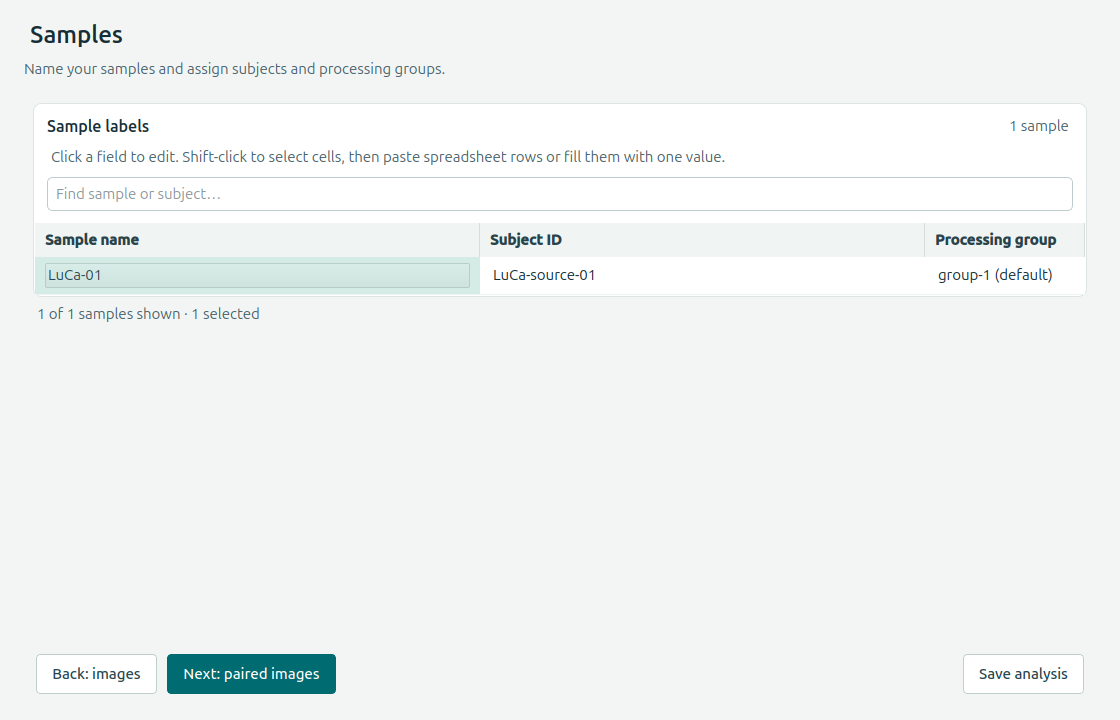 Samples
Name your samples and assign subjects and processing groups.
Sample labels
1 sample
Click a field to edit. Shift-click to select cells, then paste spreadsheet rows or fill them with one value.
Find sample or subject…
Sample name Subject ID Processing group
LuCa-01 LuCa-source-01 group-1 (default)
1 of 1 samples shown · 1 selected
Back: images Next: paired images Save analysis